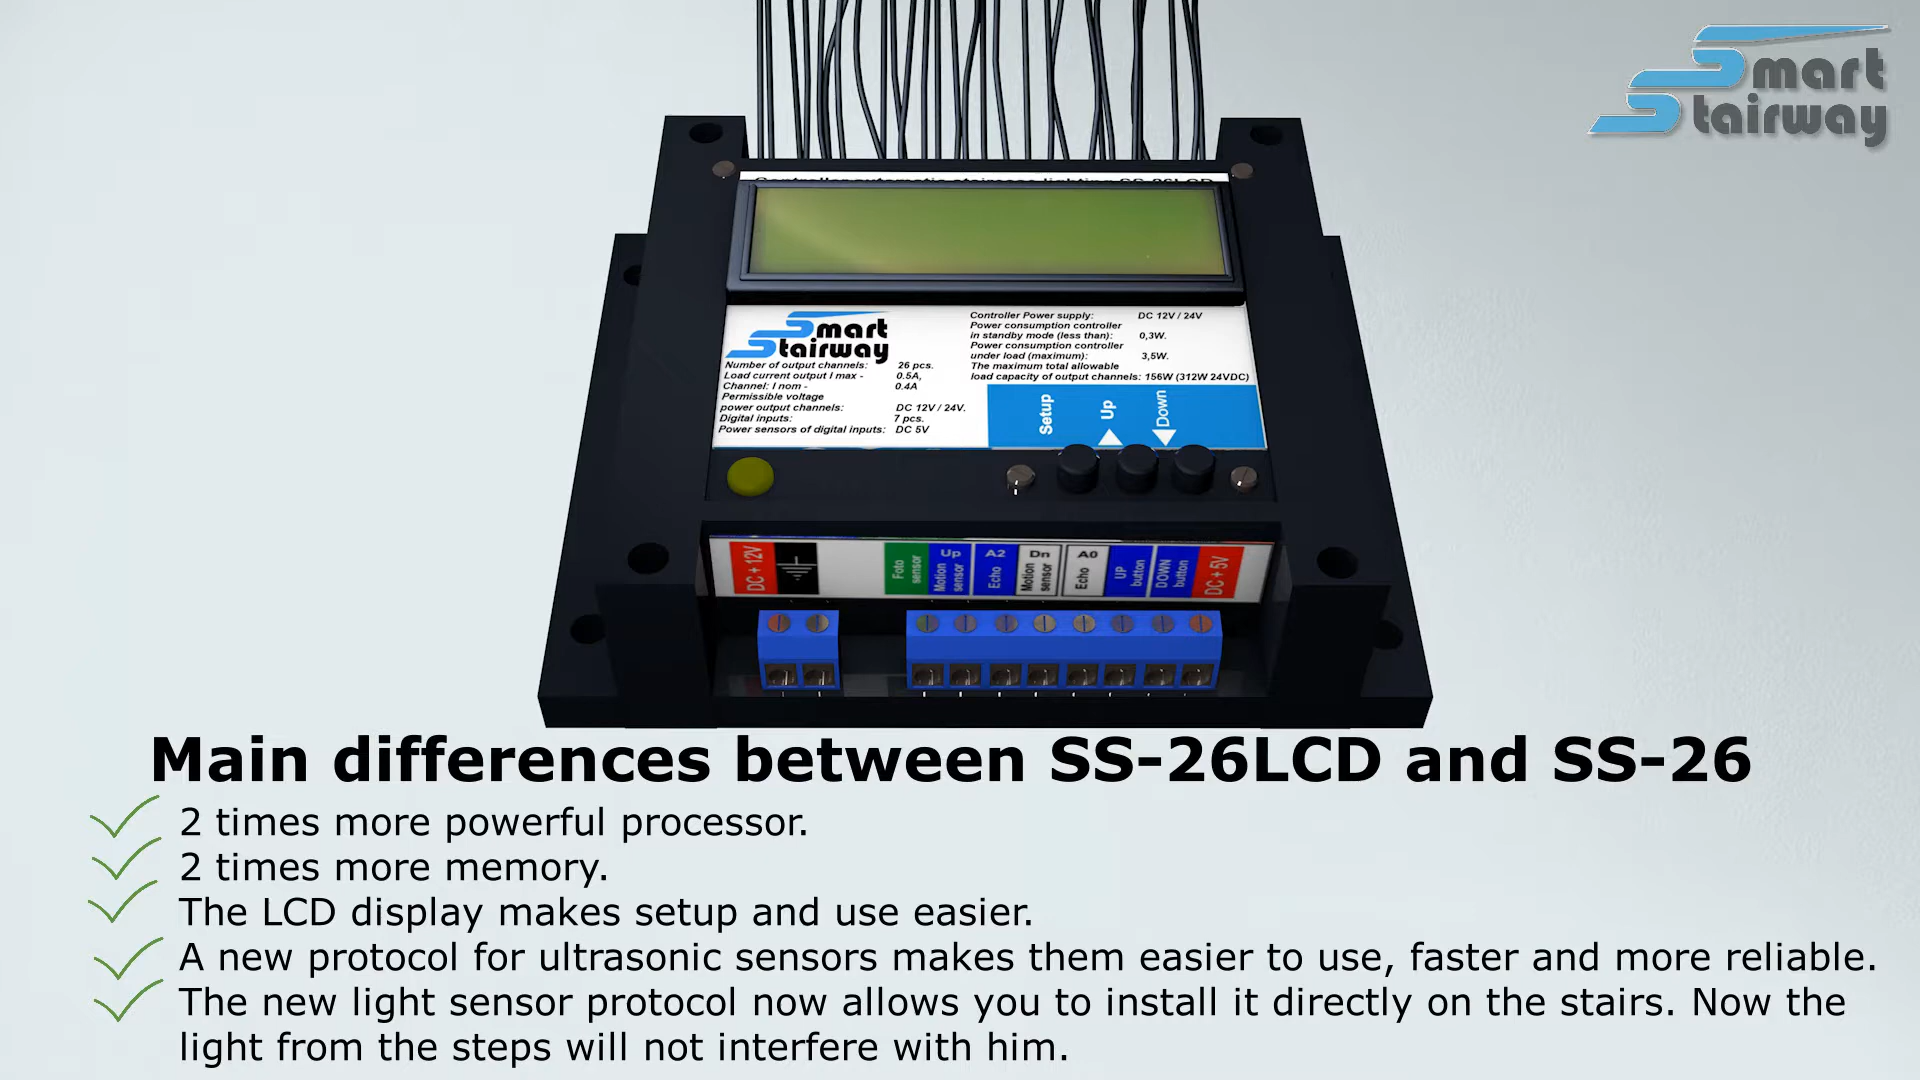 Smart
Stairway
Controller automatic staircase lighting SS-26LCD
Smart
Stairway
Number of output channels: 26 pcs.
Load current output I max - 0.5A,
Channel: I nom - 0.4A
Permissible voltage
power output channels: DC 12V / 24V.
Digital inputs: 7 pcs.
Power sensors of digital inputs: DC 5V
Controller Power supply: DC 12V / 24V
Power consumption controller
in standby mode (less than): 0,3W.
Power consumption controller
under load (maximum): 3,5W.
The maximum total allowable
load capacity of output channels: 156W (312W 24VDC)
Setup
Up
Down
DC + 12V
Foto sensor
Up Motion sensor
A2 Echo
Dn Motion sensor
A0 Echo
UP button
DOWN button
DC + 5V
Main differences between SS-26LCD and SS-26
2 times more powerful processor.
2 times more memory.
The LCD display makes setup and use easier.
A new protocol for ultrasonic sensors makes them easier to use, faster and more reliable.
The new light sensor protocol now allows you to install it directly on the stairs. Now the
light from the steps will not interfere with him.